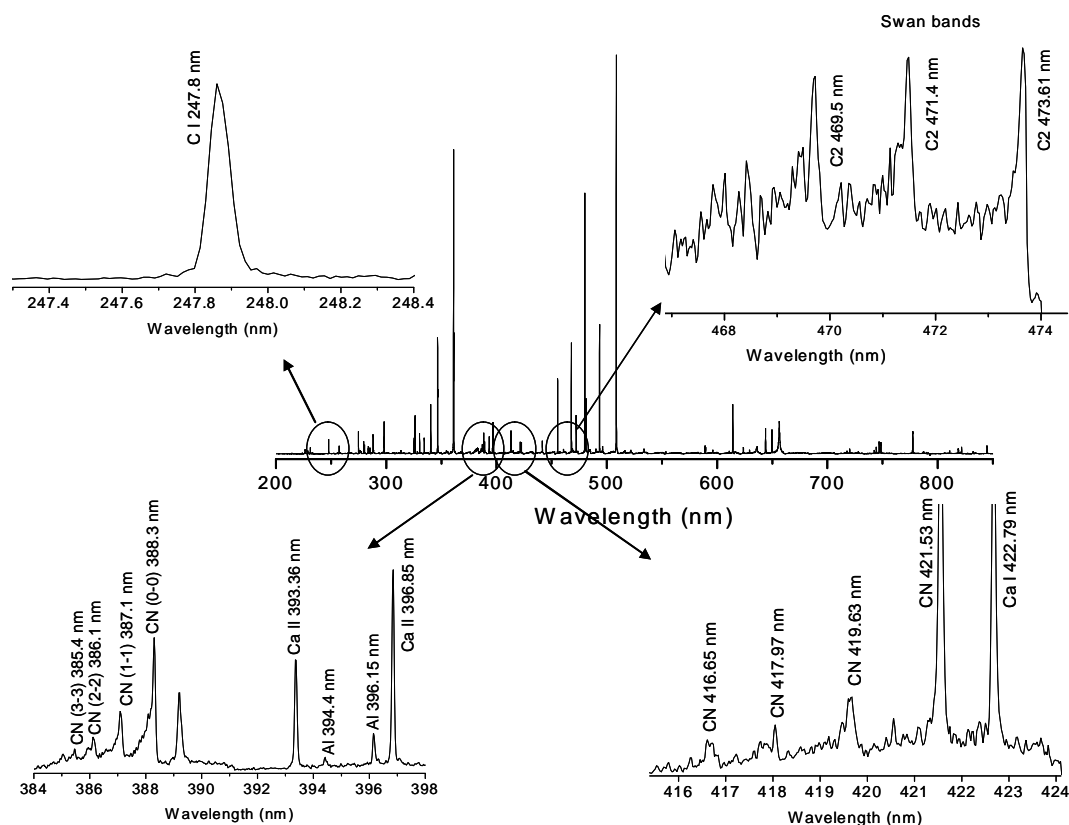 Swan bands
C I 247.8 nm
C2 469.5 nm
C2 471.4 nm
C2 473.61 nm
247.4 247.6 247.8 248.0 248.2 248.4
Wavelength (nm)
468 470 472 474
Wavelength (nm)
200 300 400 500 600 700 800
Wavelength (nm)
CN (3-3) 385.4 nm
CN (2-2) 386.1 nm
CN (1-1) 387.1 nm
CN (0-0) 388.3 nm
Ca II 393.36 nm
Al 394.4 nm
Al 396.15 nm
Ca II 396.85 nm
384 386 388 390 392 394 396 398
Wavelength (nm)
CN 416.65 nm
CN 417.97 nm
CN 419.63 nm
CN 421.53 nm
Ca I 422.79 nm
416 417 418 419 420 421 422 423 424
Wavelength (nm)